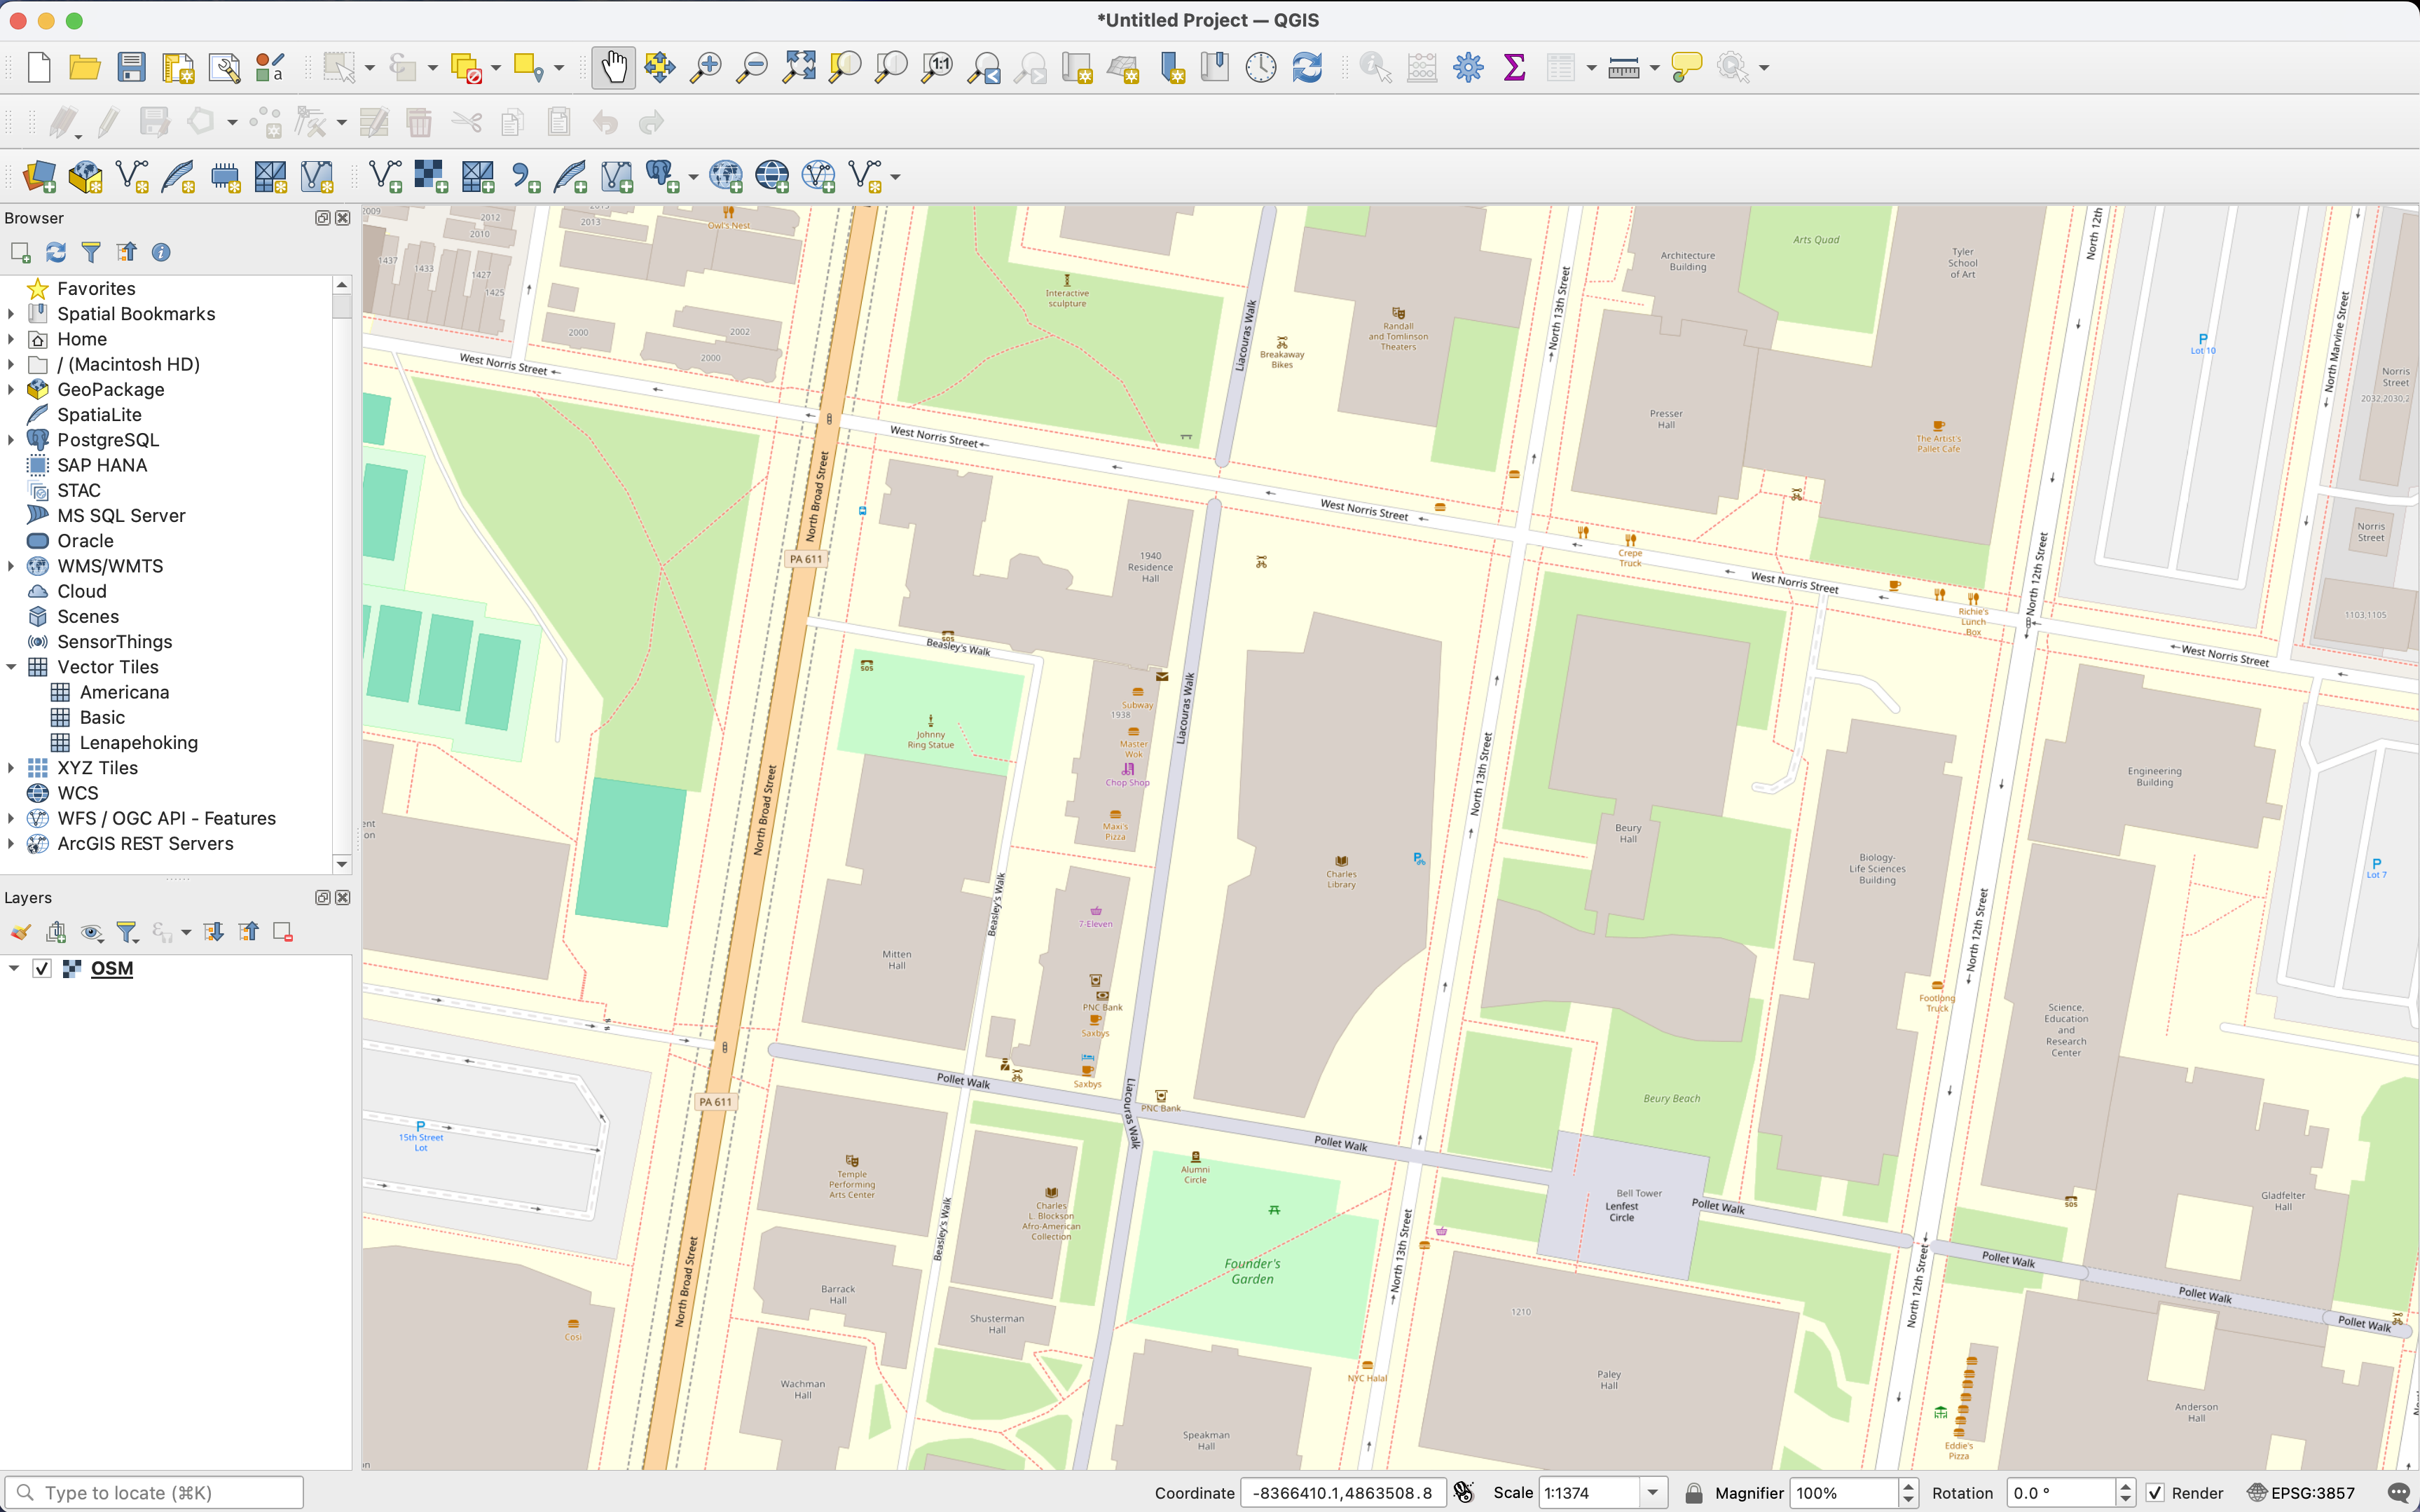 *Untitled Project — QGIS
1:1
a
Browser
Favorites
Spatial Bookmarks
Home
/ (Macintosh HD)
GeoPackage
SpatiaLite
PostgreSQL
SAP HANA
STAC
MS SQL Server
Oracle
WMS/WMTS
Cloud
Scenes
SensorThings
Vector Tiles
Americana
Basic
Lenapehoking
XYZ Tiles
WCS
WFS / OGC API - Features
ArcGIS REST Servers
Layers
OSM
2009
2012
2010
2013
Owl's Nest
1437
1433
1427
1425
2000
2002
2000
Interactive
sculpture
Liacouras Walk
Breakaway
Bikes
Randall
and Tomlinson
Theaters
North 13th Street
Architecture
Building
Arts Quad
Tyler
School
of Art
North 12th
P
Lot 10
North Marvine Street
Norris
Street
2032,2030,2
West Norris Street
West Norris Street
West Norris Street
Presser
Hall
The Artist's
Pallet Cafe
North Broad Street
PA 611
1940
Residence
Hall
Crepe
Truck
West Norris Street
North 12th Street
Norris
Street
Richie's
Lunch
Box
1103,1105
West Norris Street
SOS
Beasley's Walk
SOS
Johnny
Ring Statue
Subway
1938
Master
Wok
Chop Shop
Maxi's
Pizza
Liacouras Walk
North 13th Street
Engineering
Building
Beury
Hall
Biology-
Life Sciences
Building
P
Lot 7
North Broad Street
ent
on
Charles
Library
P
Beasley's Walk
7-Eleven
Mitten
Hall
PNC Bank
Saxbys
Saxbys
North 12th Street
Footlong
Truck
Science,
Education
and
Research
Center
Pollet Walk
PA 611
PNC Bank
Liacouras Walk
Beury Beach
P
15th Street
Lot
Pollet Walk
Temple
Performing
Arts Center
Alumni
Circle
Charles
L. Blockson
Afro-American
Collection
Bell Tower
Lenfest
Circle
Pollet Walk
SOS
Gladfelter
Hall
Beasley's Walk
North 13th Street
Founder's
Garden
Pollet Walk
Pollet Walk
Pollet Walk
North Broad Street
Barrack
Hall
Shusterman
Hall
1210
North 12th Street
Cosi
Wachman
Hall
NYC Halal
Paley
Hall
Anderson
Hall
Speakman
Hall
Eddie's
Pizza
Type to locate (⌘K)
Coordinate
-8366410.1,4863508.8
Scale
1:1374
Magnifier
100%
Rotation
0.0 °
Render
EPSG:3857